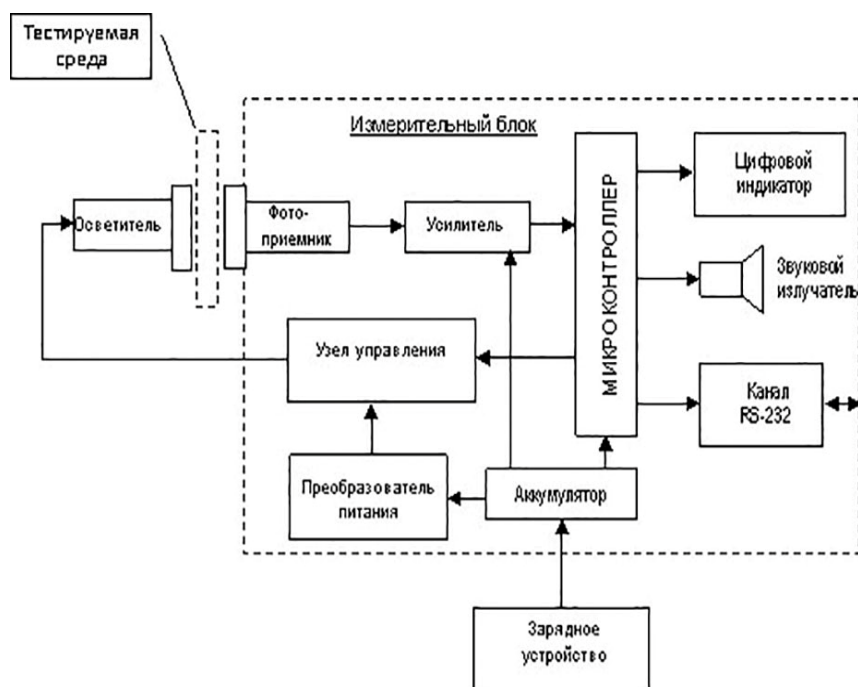 Тестируемая
среда
Измерительный блок
Осветитель
Фото-
приемник
Усилитель
МИКРОКОНТРОЛЛЕР
Цифровой
индикатор
Звуковой
излучатель
Узел управления
Канал
RS-232
Преобразователь
питания
Аккумулятор
Зарядное
устройство